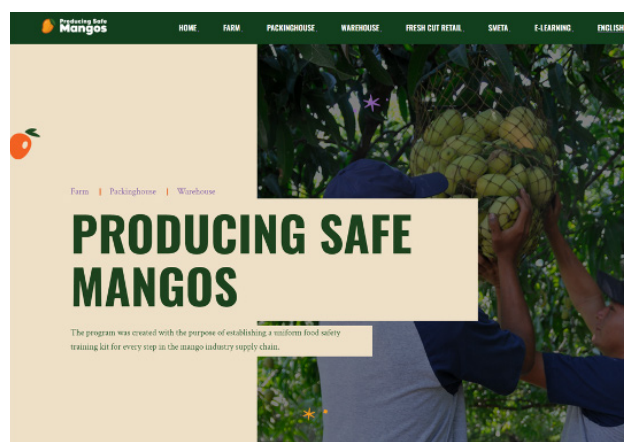 Producing Safe
Mangos
HOME
FARM
PACKINGHOUSE
WAREHOUSE
FRESH CUT RETAIL
SMETA
E-LEARNING
ENGLISH
Farm | Packinghouse | Warehouse
PRODUCING SAFE
MANGOS
The program was created with the purpose of establishing a uniform food safety
training kit for every step in the mango industry supply chain.